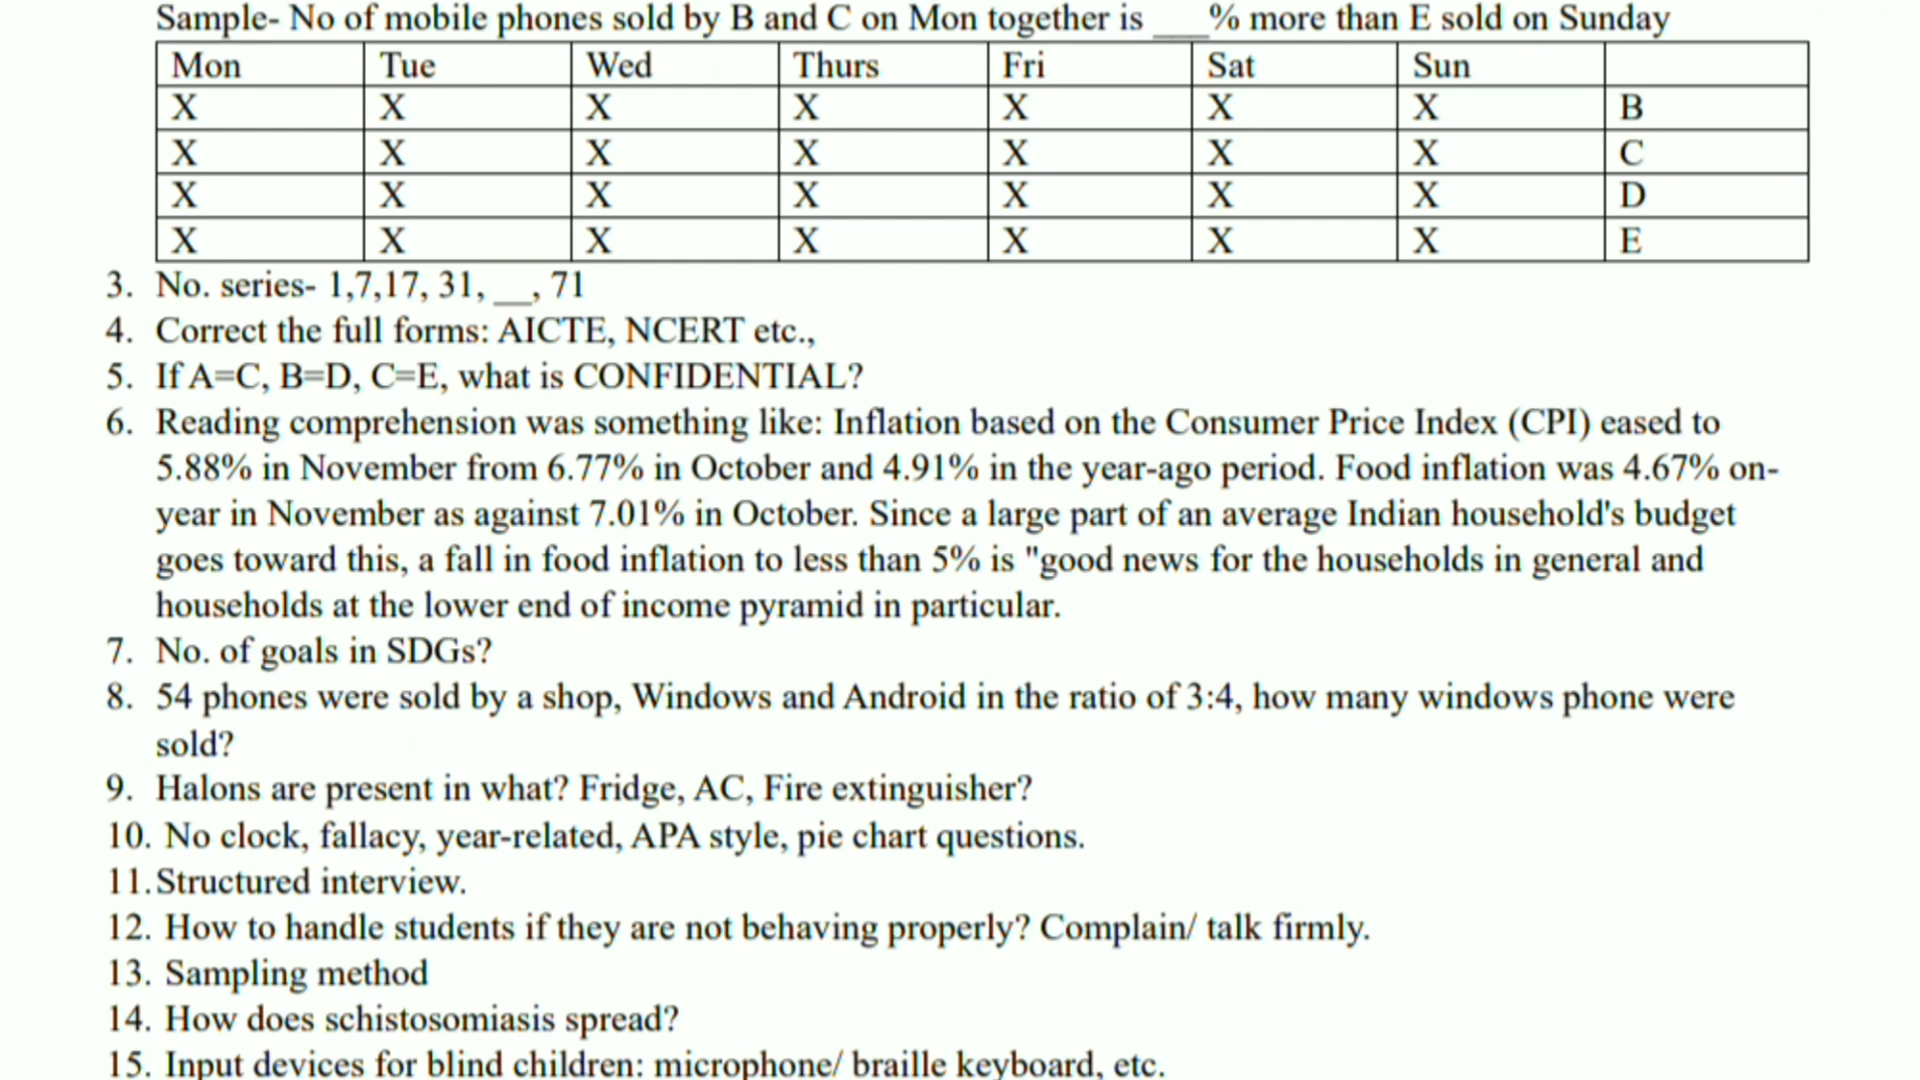 Sample- No of mobile phones sold by B and C on Mon together is ___% more than E sold on Sunday
Mon Tue Wed Thurs Fri Sat Sun
X X X X X X X B
X X X X X X X C
X X X X X X X D
X X X X X X X E
3. No. series- 1,7,17, 31, __, 71
4. Correct the full forms: AICTE, NCERT etc.,
5. If A=C, B=D, C=E, what is CONFIDENTIAL?
6. Reading comprehension was something like: Inflation based on the Consumer Price Index (CPI) eased to
5.88% in November from 6.77% in October and 4.91% in the year-ago period. Food inflation was 4.67% on-
year in November as against 7.01% in October. Since a large part of an average Indian household's budget
goes toward this, a fall in food inflation to less than 5% is "good news for the households in general and
households at the lower end of income pyramid in particular.
7. No. of goals in SDGs?
8. 54 phones were sold by a shop, Windows and Android in the ratio of 3:4, how many windows phone were
sold?
9. Halons are present in what? Fridge, AC, Fire extinguisher?
10. No clock, fallacy, year-related, APA style, pie chart questions.
11. Structured interview.
12. How to handle students if they are not behaving properly? Complain/ talk firmly.
13. Sampling method
14. How does schistosomiasis spread?
15. Input devices for blind children: microphone/ braille keyboard, etc.